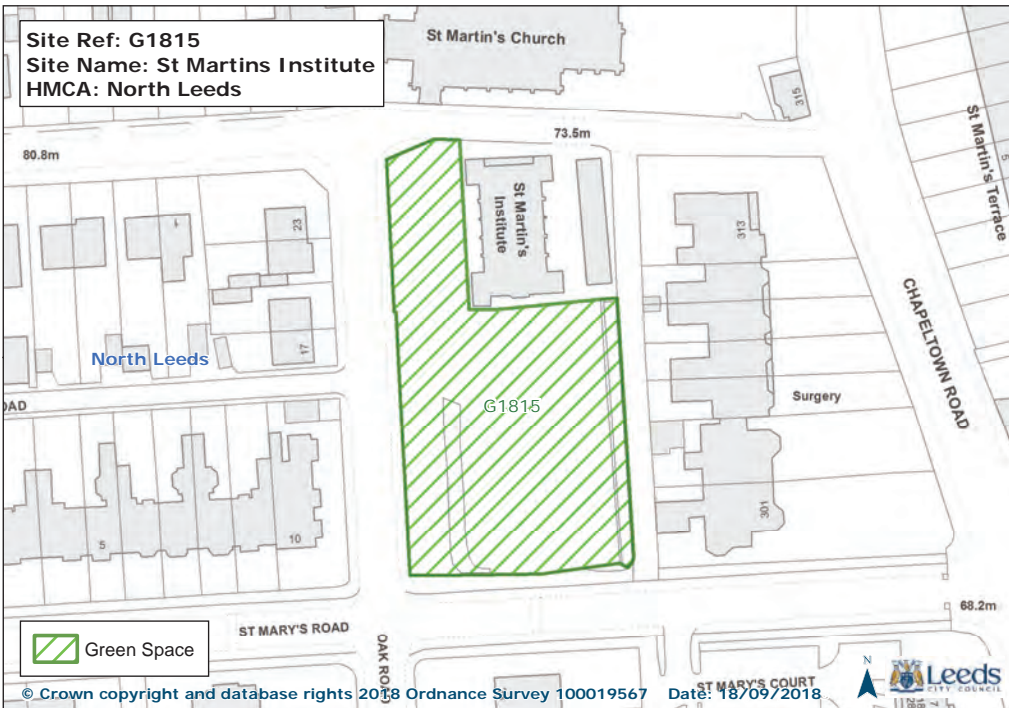 Site Ref: G1815
Site Name: St Martins Institute
HMCA: North Leeds
St Martin's Church
315
73.5m
80.8m
St Martin's Terrace
5
St Martin's
Institute
23
313
17
North Leeds
CHAPELTOWN ROAD
OAD
G1815
Surgery
301
5
10
68.2m
ST MARY'S ROAD
OAK ROAD
Green Space
ST MARY'S COURT
N
Leeds
CITY COUNCIL
© Crown copyright and database rights 2018 Ordnance Survey 100019567 Date: 18/09/2018